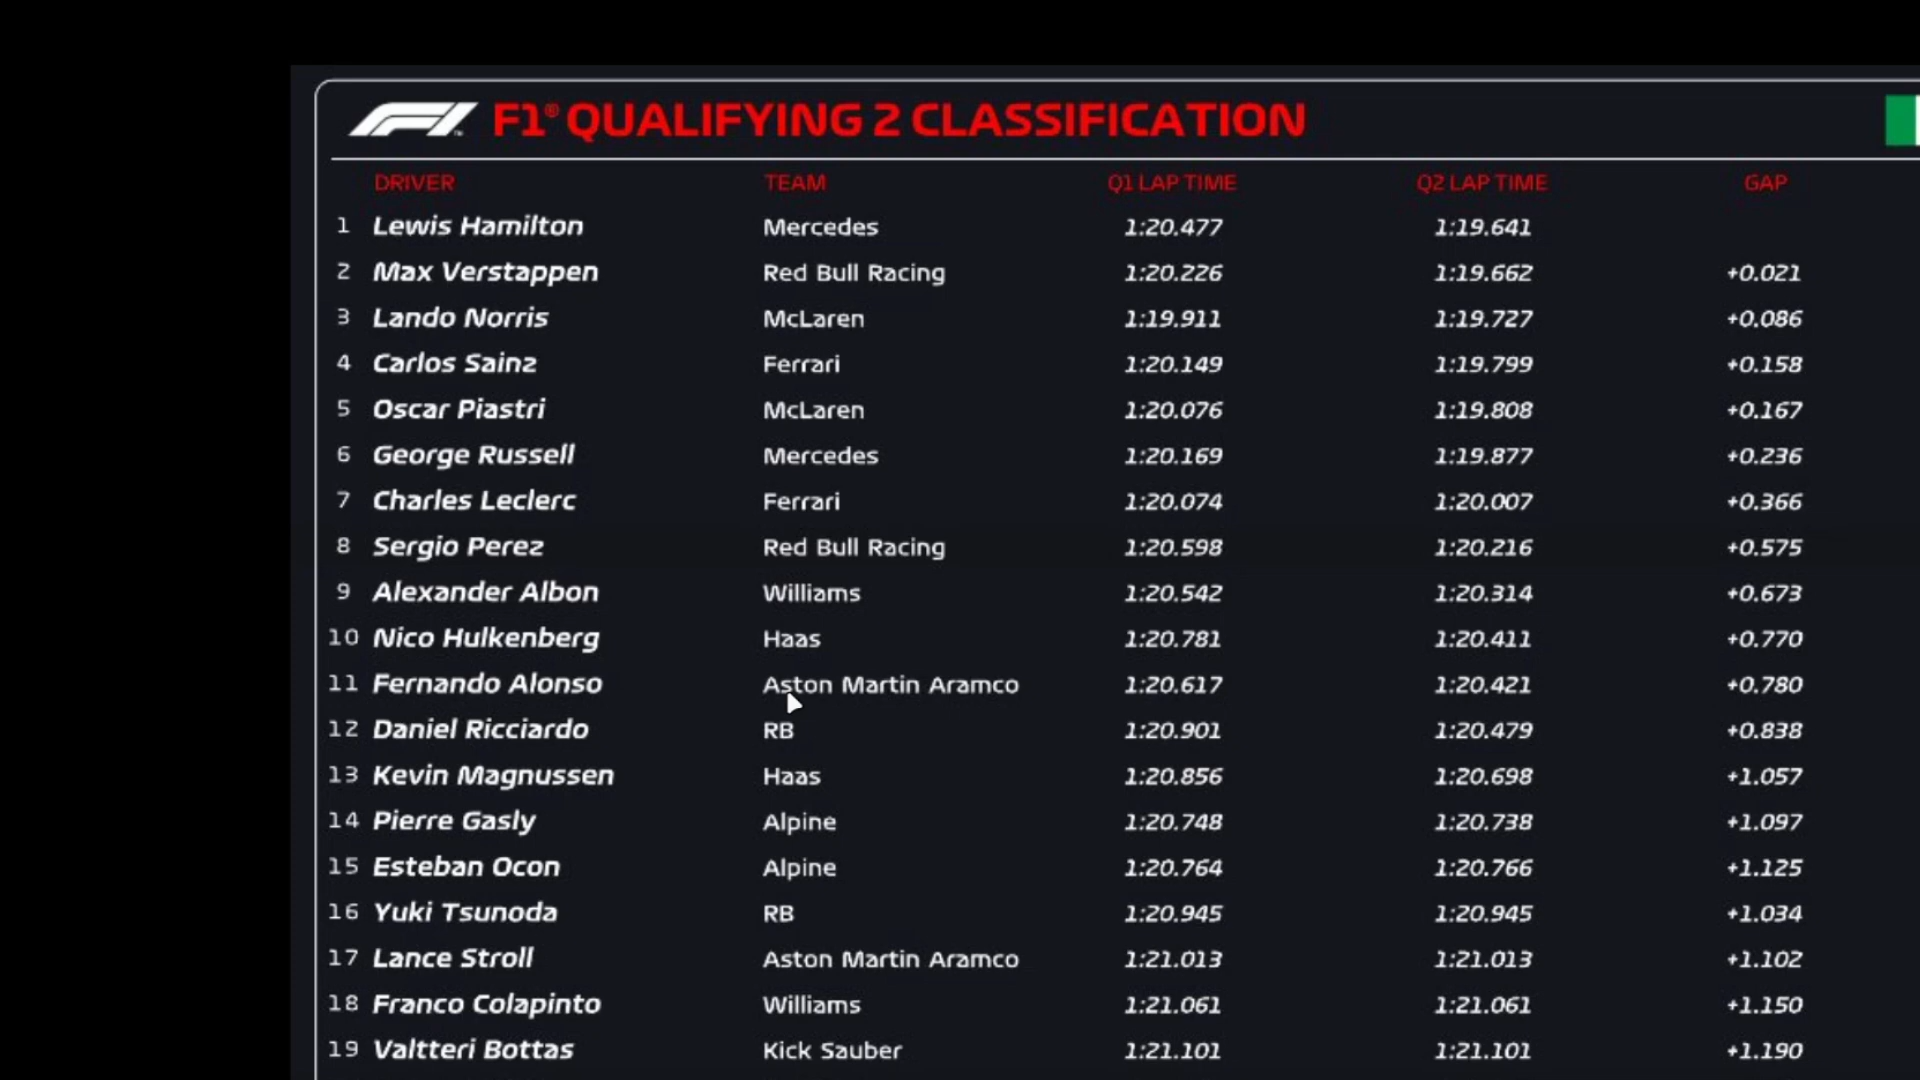 F1® QUALIFYING 2 CLASSIFICATION
DRIVER TEAM Q1 LAP TIME Q2 LAP TIME GAP
1 Lewis Hamilton Mercedes 1:20.477 1:19.641
2 Max Verstappen Red Bull Racing 1:20.226 1:19.662 +0.021
3 Lando Norris McLaren 1:19.911 1:19.727 +0.086
4 Carlos Sainz Ferrari 1:20.149 1:19.799 +0.158
5 Oscar Piastri McLaren 1:20.076 1:19.808 +0.167
6 George Russell Mercedes 1:20.169 1:19.877 +0.236
7 Charles Leclerc Ferrari 1:20.074 1:20.007 +0.366
8 Sergio Perez Red Bull Racing 1:20.598 1:20.216 +0.575
9 Alexander Albon Williams 1:20.542 1:20.314 +0.673
10 Nico Hulkenberg Haas 1:20.781 1:20.411 +0.770
11 Fernando Alonso Aston Martin Aramco 1:20.617 1:20.421 +0.780
12 Daniel Ricciardo RB 1:20.901 1:20.479 +0.838
13 Kevin Magnussen Haas 1:20.856 1:20.698 +1.057
14 Pierre Gasly Alpine 1:20.748 1:20.738 +1.097
15 Esteban Ocon Alpine 1:20.764 1:20.766 +1.125
16 Yuki Tsunoda RB 1:20.945 1:20.945 +1.034
17 Lance Stroll Aston Martin Aramco 1:21.013 1:21.013 +1.102
18 Franco Colapinto Williams 1:21.061 1:21.061 +1.150
19 Valtteri Bottas Kick Sauber 1:21.101 1:21.101 +1.190